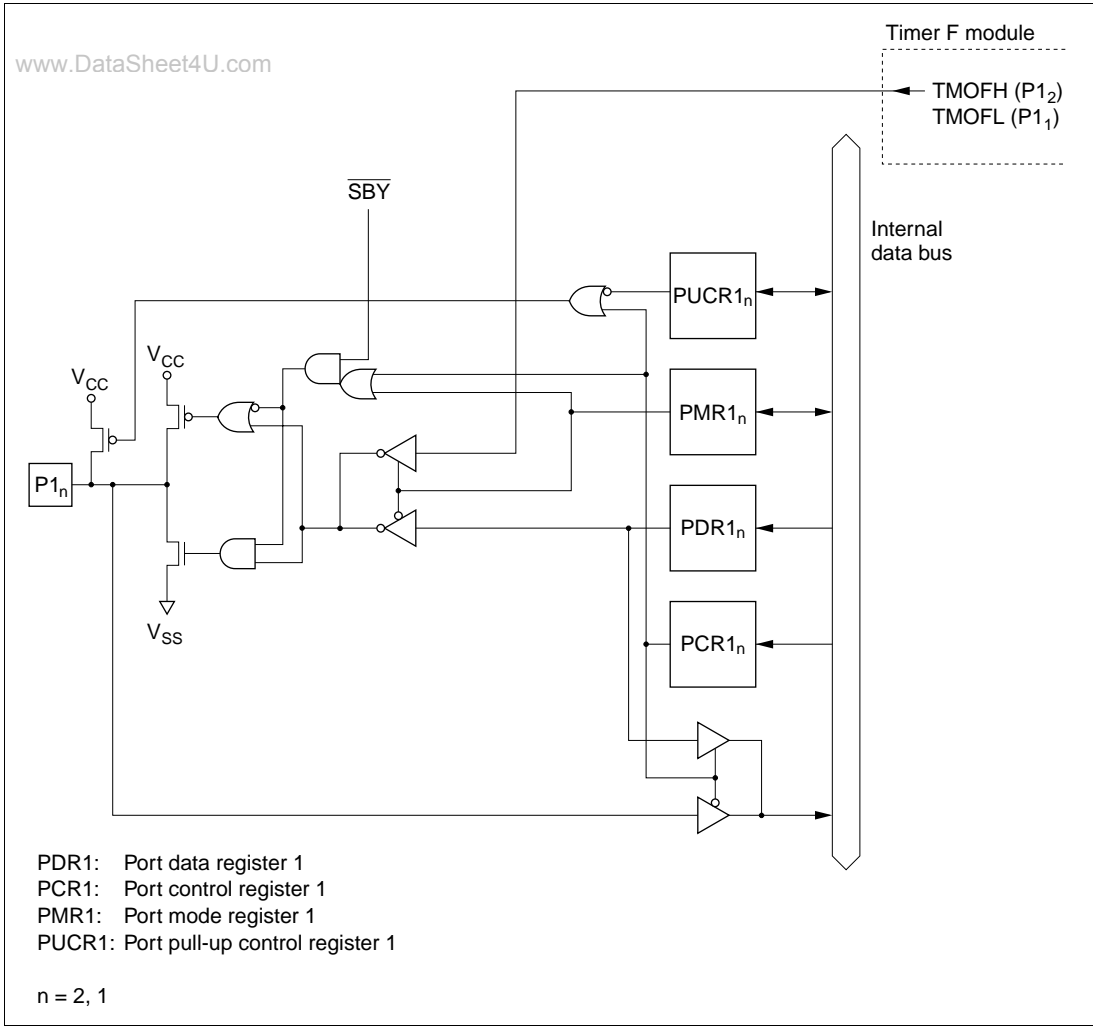 Timer F module
www.DataSheet4U.com
TMOFH (P1₂)
TMOFL (P1₁)
SBY
Internal
data bus
PUCR1ₙ
V_CC
V_CC
PMR1ₙ
P1ₙ
PDR1ₙ
V_SS
PCR1ₙ
PDR1: Port data register 1
PCR1: Port control register 1
PMR1: Port mode register 1
PUCR1: Port pull-up control register 1
n = 2, 1